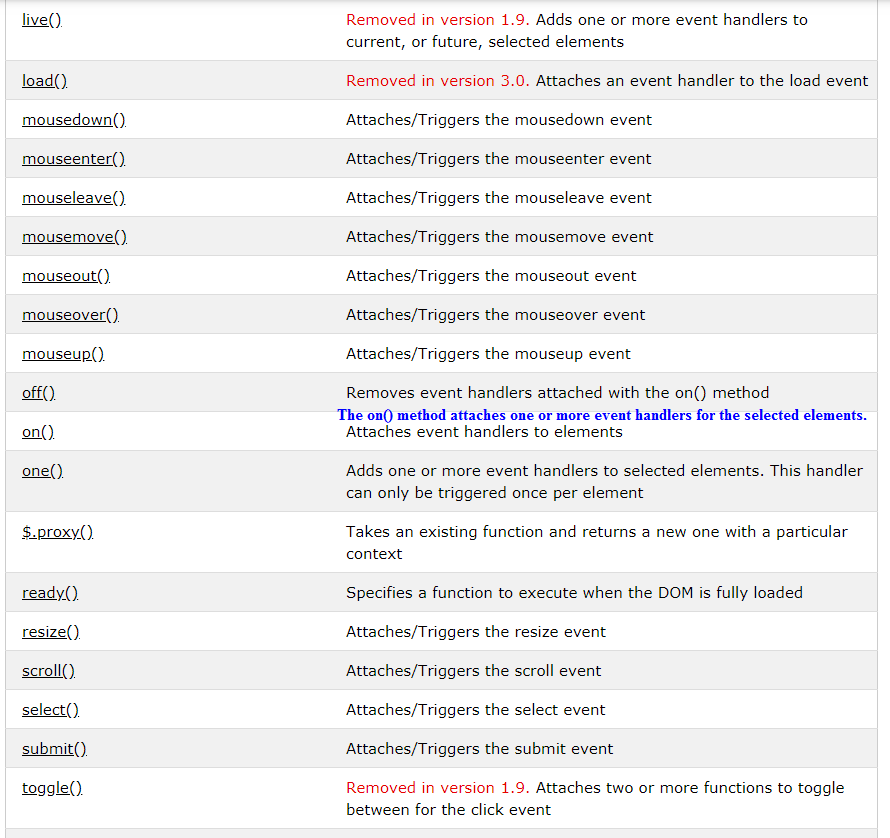 live() Removed in version 1.9. Adds one or more event handlers to
current, or future, selected elements
load() Removed in version 3.0. Attaches an event handler to the load event
mousedown() Attaches/Triggers the mousedown event
mouseenter() Attaches/Triggers the mouseenter event
mouseleave() Attaches/Triggers the mouseleave event
mousemove() Attaches/Triggers the mousemove event
mouseout() Attaches/Triggers the mouseout event
mouseover() Attaches/Triggers the mouseover event
mouseup() Attaches/Triggers the mouseup event
off() Removes event handlers attached with the on() method
The on() method attaches one or more event handlers for the selected elements.
on() Attaches event handlers to elements
one() Adds one or more event handlers to selected elements. This handler
can only be triggered once per element
$.proxy() Takes an existing function and returns a new one with a particular
context
ready() Specifies a function to execute when the DOM is fully loaded
resize() Attaches/Triggers the resize event
scroll() Attaches/Triggers the scroll event
select() Attaches/Triggers the select event
submit() Attaches/Triggers the submit event
toggle() Removed in version 1.9. Attaches two or more functions to toggle
between for the click event